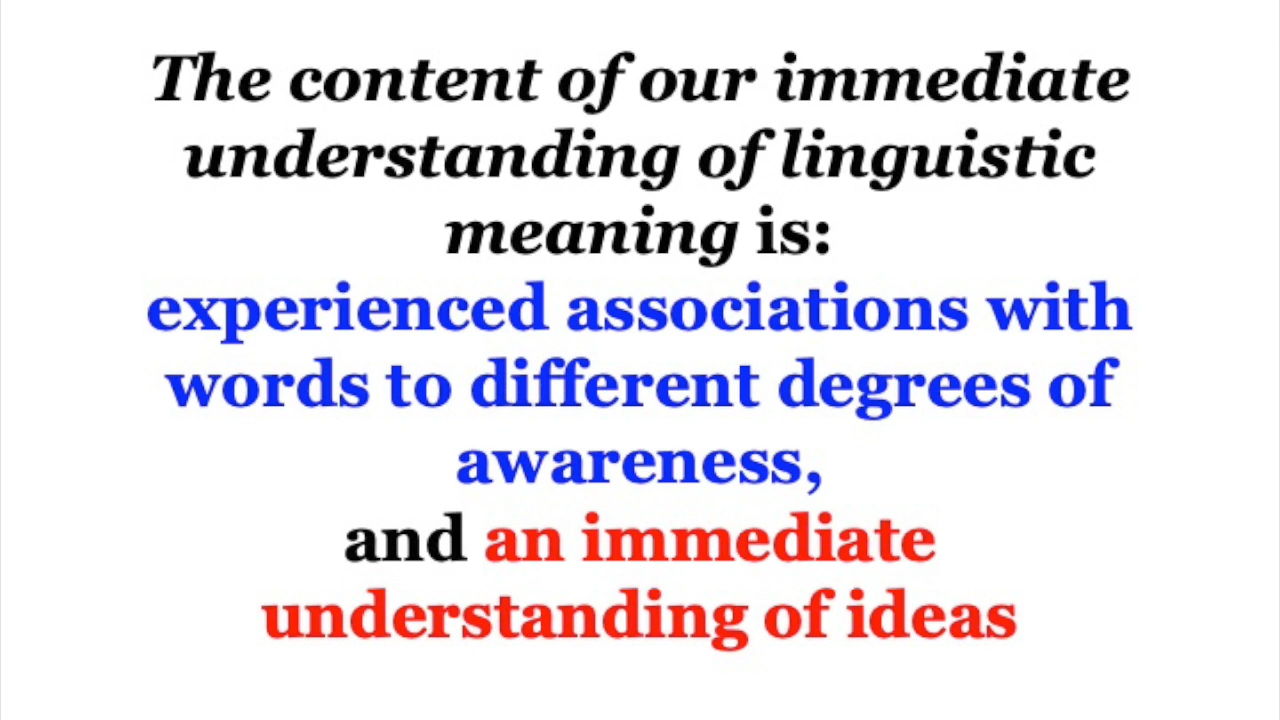 The content of our immediate
understanding of linguistic
meaning is:
experienced associations with
words to different degrees of
awareness,
and an immediate
understanding of ideas